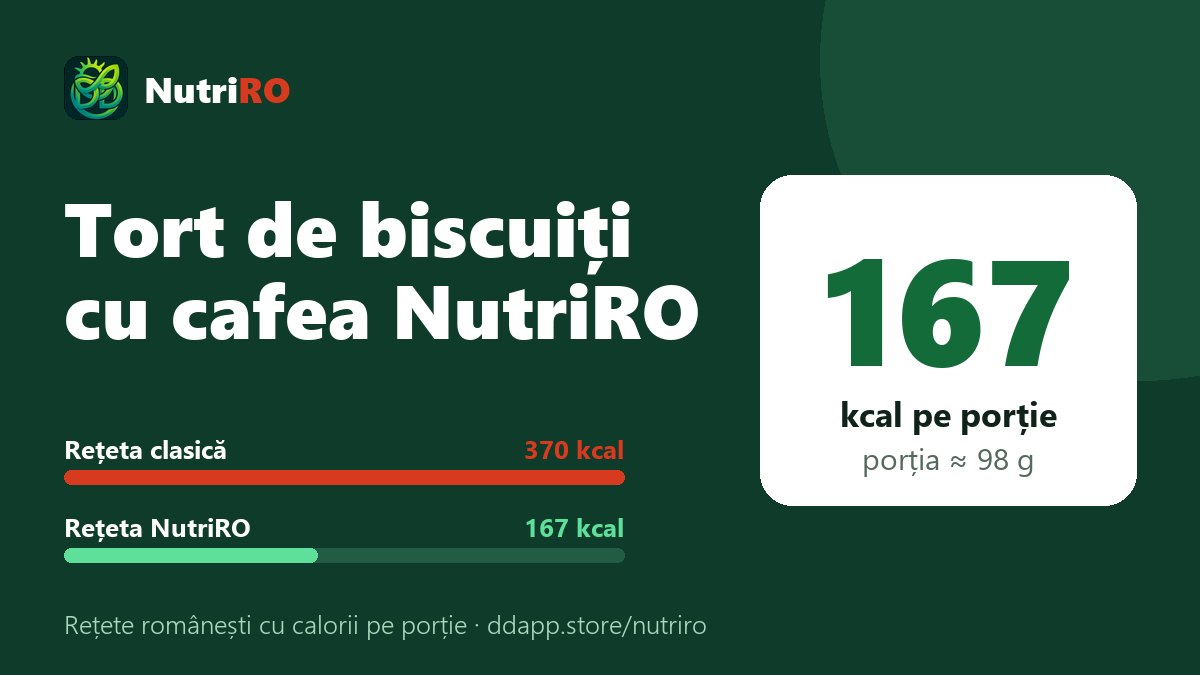 NutriRO
Tort de biscuiți
cu cafea NutriRO
Rețeta clasică 370 kcal
Rețeta NutriRO 167 kcal
167
kcal pe porție
porția ≈ 98 g
Rețete românești cu calorii pe porție · ddapp.store/nutriro